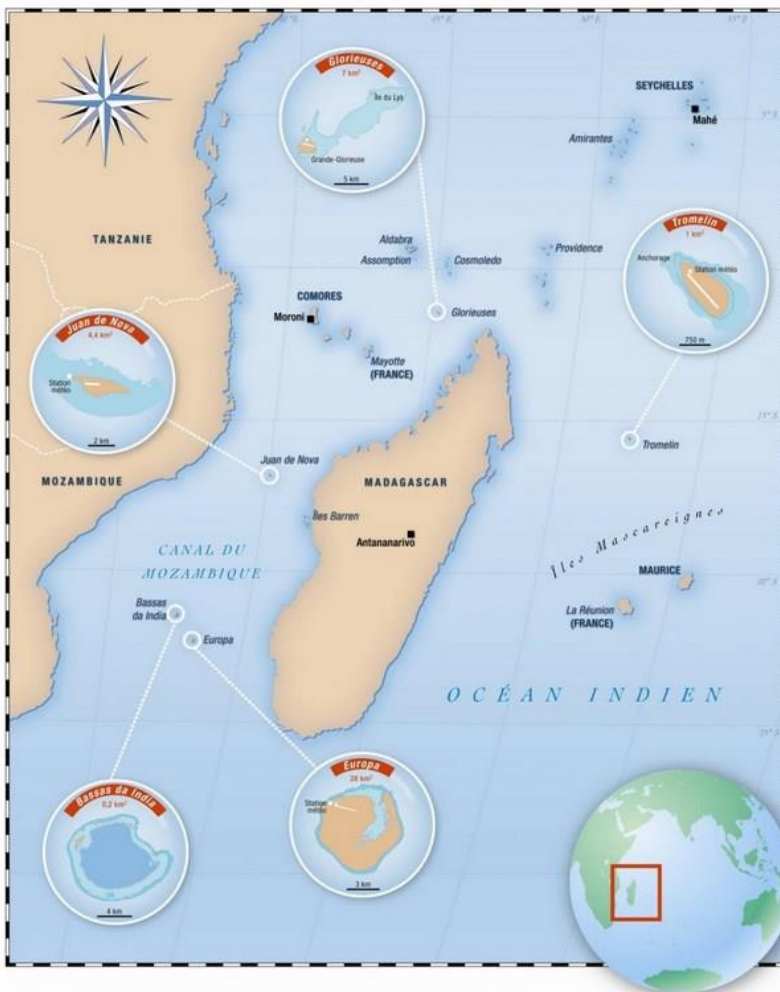 Glorieuses
7 km²
Île du Lys
Grande-Glorieuse
5 km
SEYCHELLES
Mahé
5° S
Amirantes
TANZANIE
Aldabra
Assomption
Cosmoledo
Providence
Tromelin
1 km²
Anchorage
Station météo
750 m
COMORES
Moroni
Glorieuses
Mayotte
(FRANCE)
Juan de Nova
4,4 km²
Station
météo
2 km
15° S
Tromelin
Juan de Nova
MOZAMBIQUE
MADAGASCAR
Îles Barren
Antananarivo
CANAL DU
MOZAMBIQUE
Îles Mascareignes
MAURICE
20° S
La Réunion
(FRANCE)
Bassas
da India
Europa
OCÉAN INDIEN
25° S
Bassas da India
0,2 km²
4 km
Europa
28 km²
Station
météo
3 km